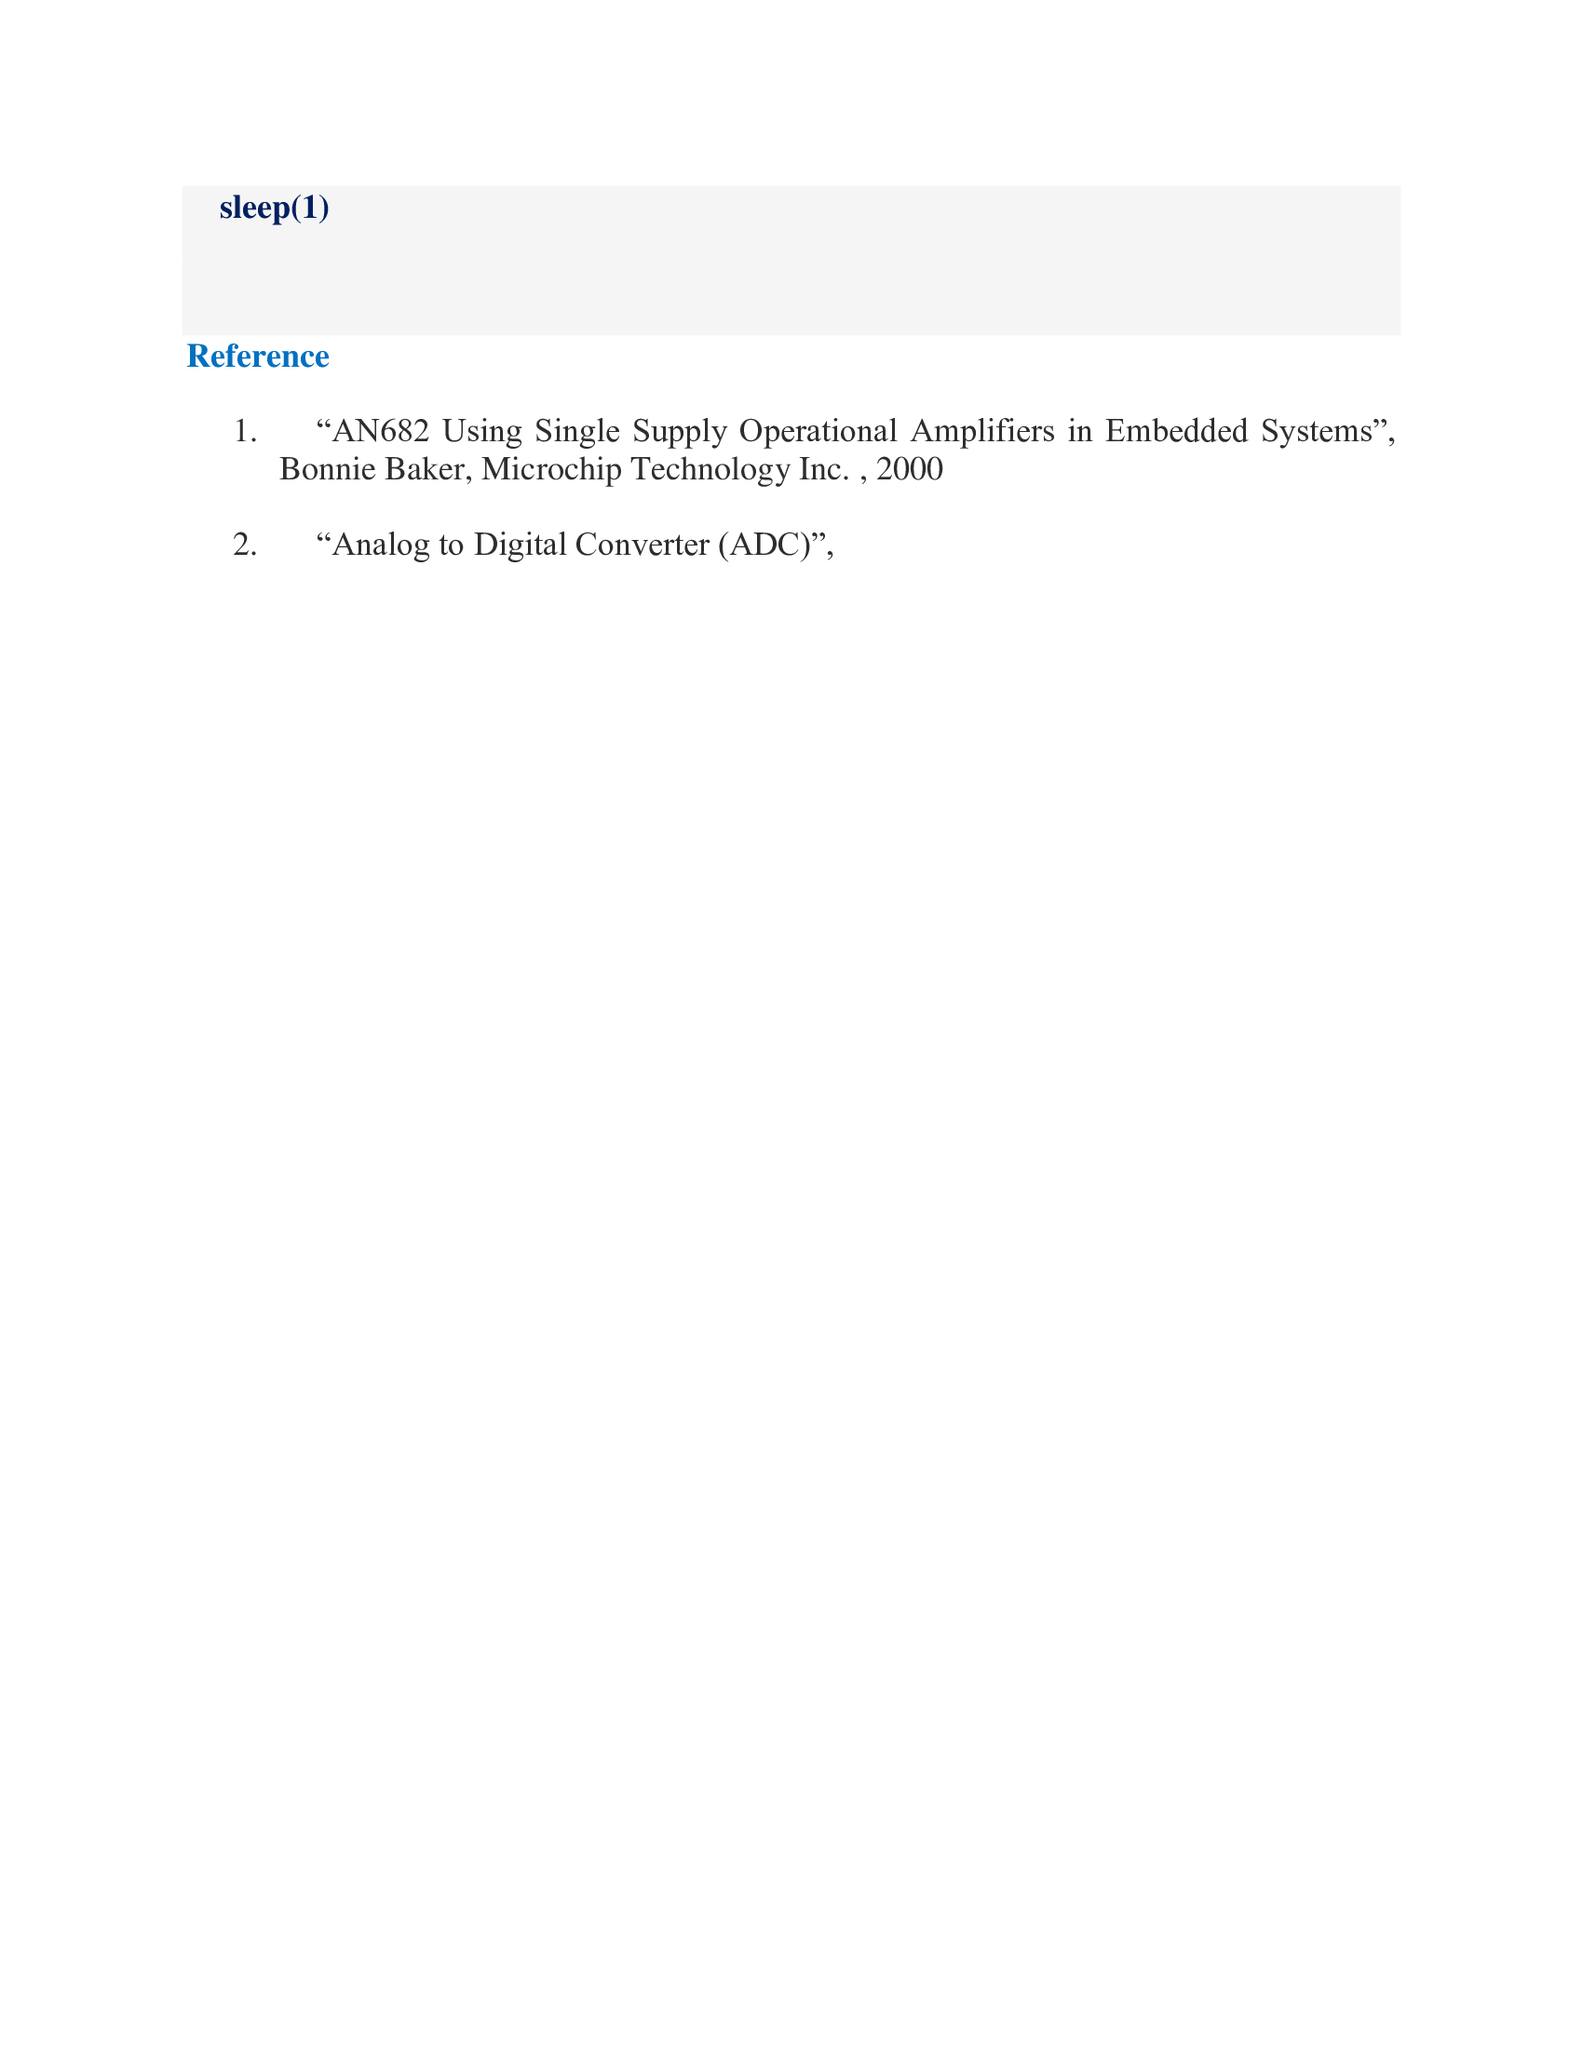 sleep(1)
Reference
1. “AN682 Using Single Supply Operational Amplifiers in Embedded Systems”,
Bonnie Baker, Microchip Technology Inc. , 2000
2. “Analog to Digital Converter (ADC)”,